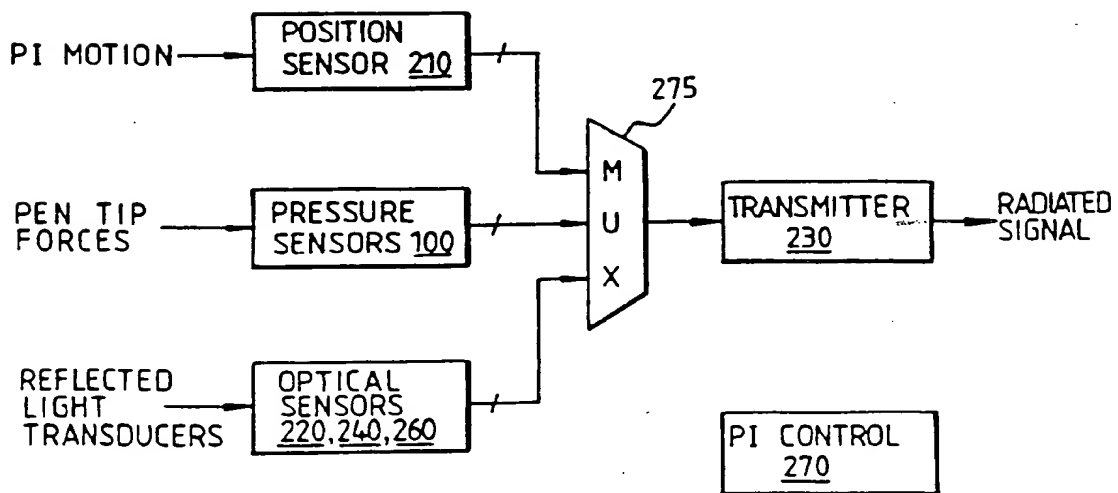 PI MOTION
POSITION
SENSOR 210
275
PEN TIP
FORCES
PRESSURE
SENSORS 100
M
U
X
TRANSMITTER
230
RADIATED
SIGNAL
REFLECTED
LIGHT
TRANSDUCERS
OPTICAL
SENSORS
220, 240, 260
PI CONTROL
270